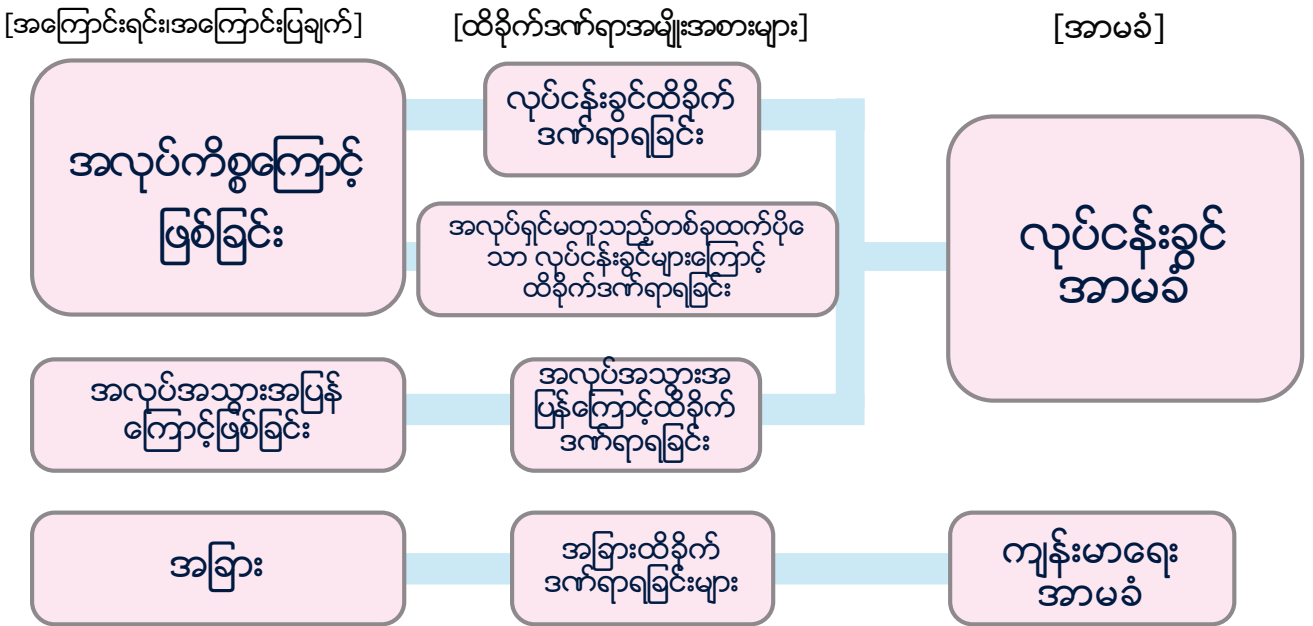 [အကြောင်းရင်း၊အကြောင်းပြချက်]
[ထိခိုက်ဒဏ်ရာအမျိုးအစားများ]
[အာမခံ]
အလုပ်ကိစ္စကြောင့်
ဖြစ်ခြင်း
လုပ်ငန်းခွင်ထိခိုက်
ဒဏ်ရာရခြင်း
အလုပ်ရှင်မတူသည့်တစ်ခုထက်ပိုေ
သာ လုပ်ငန်းခွင်များကြောင့်
ထိခိုက်ဒဏ်ရာရခြင်း
လုပ်ငန်းခွင်
အာမခံ
အလုပ်အသွားအပြန်
ကြောင့်ဖြစ်ခြင်း
အလုပ်အသွားအ
ပြန်ကြောင့်ထိခိုက်
ဒဏ်ရာရခြင်း
အခြား
အခြားထိခိုက်
ဒဏ်ရာရခြင်းများ
ကျန်းမာရေး
အာမခံ